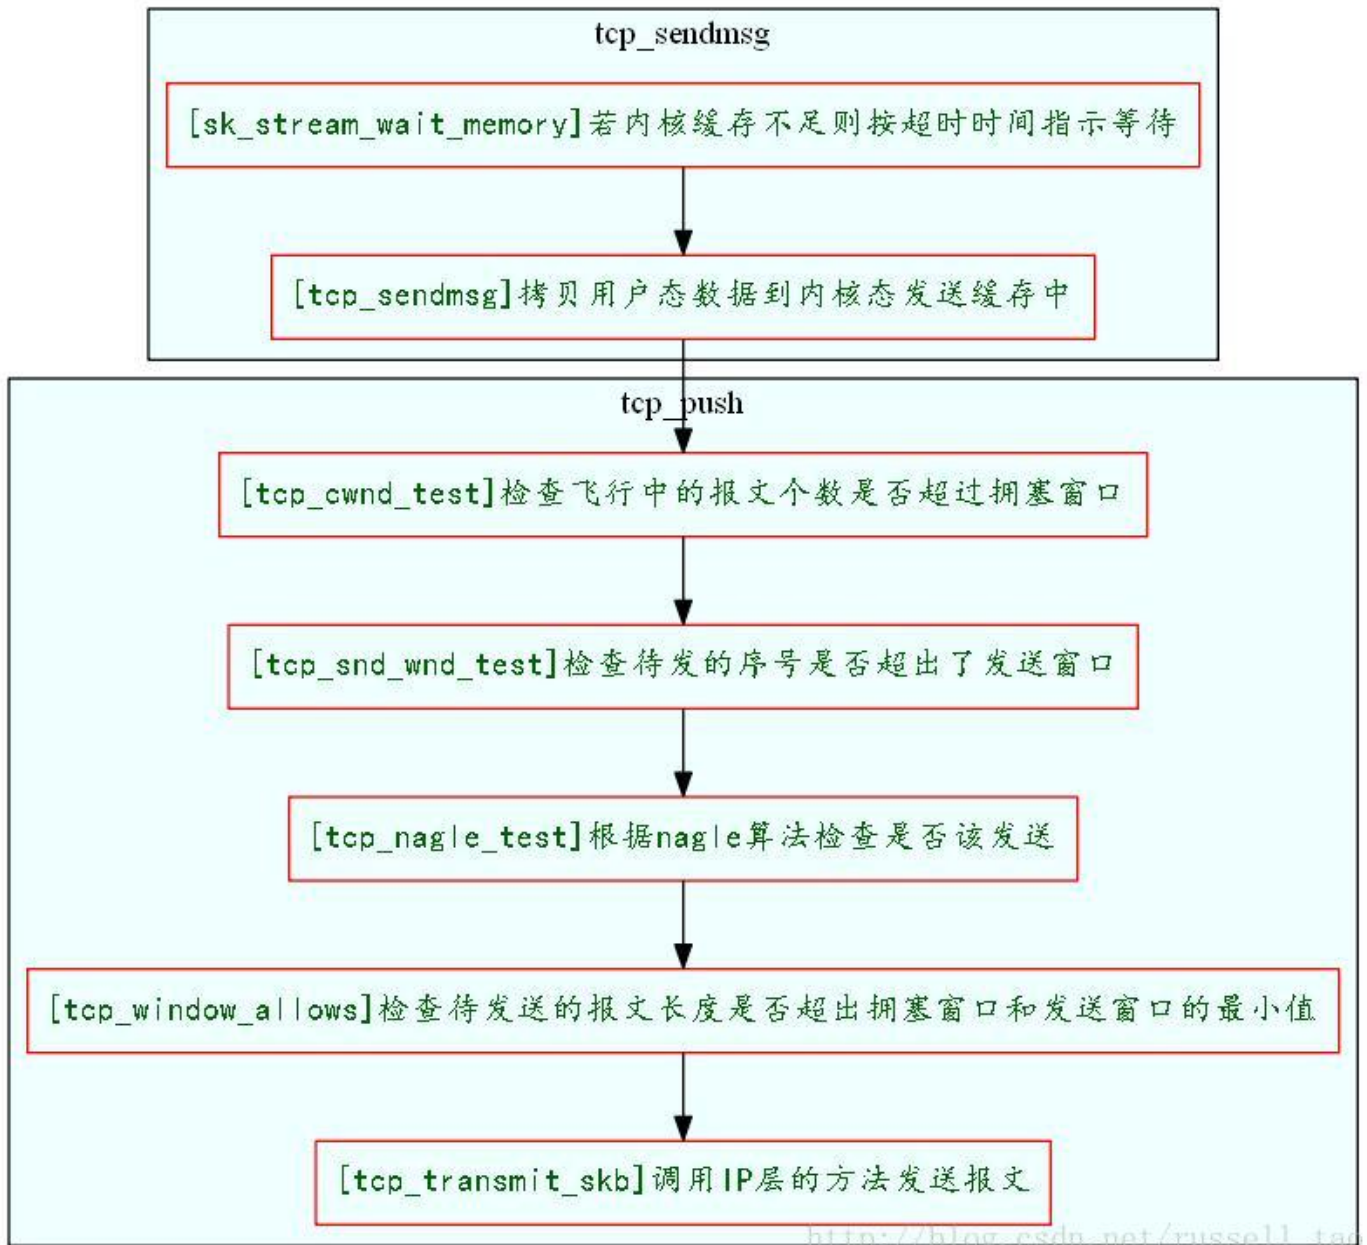 tcp_sendmsg
[sk_stream_wait_memory]若内核缓存不足则按超时时间指示等待
[tcp_sendmsg]拷贝用户态数据到内核态发送缓存中
tcp_push
[tcp_cwnd_test]检查飞行中的报文个数是否超过拥塞窗口
[tcp_snd_wnd_test]检查待发的序号是否超出了发送窗口
[tcp_nagle_test]根据nagle算法检查是否该发送
[tcp_window_allows]检查待发送的报文长度是否超出拥塞窗口和发送窗口的最小值
[tcp_transmit_skb]调用IP层的方法发送报文
http://blog.csdn.net/russell_tao